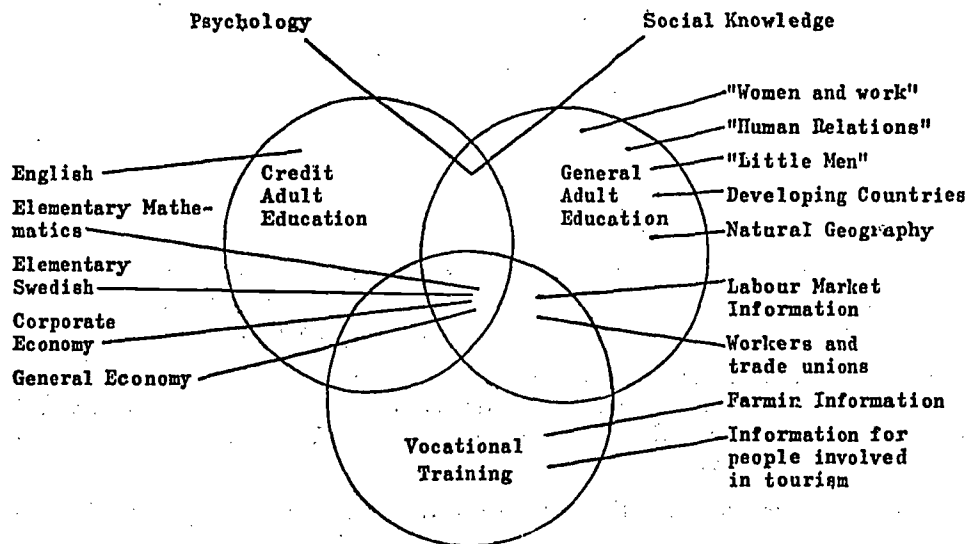 Psychology
Social Knowledge
"Women and work"
"Human Relations"
"Little Men"
Developing Countries
Natural Geography
English
Elementary Mathe-
matics
Elementary
Swedish
Corporate
Economy
General Economy
Credit
Adult
Education
General
Adult
Education
Labour Market
Information
Workers and
trade unions
Farmin Information
Information for
people involved
in tourism
Vocational
Training